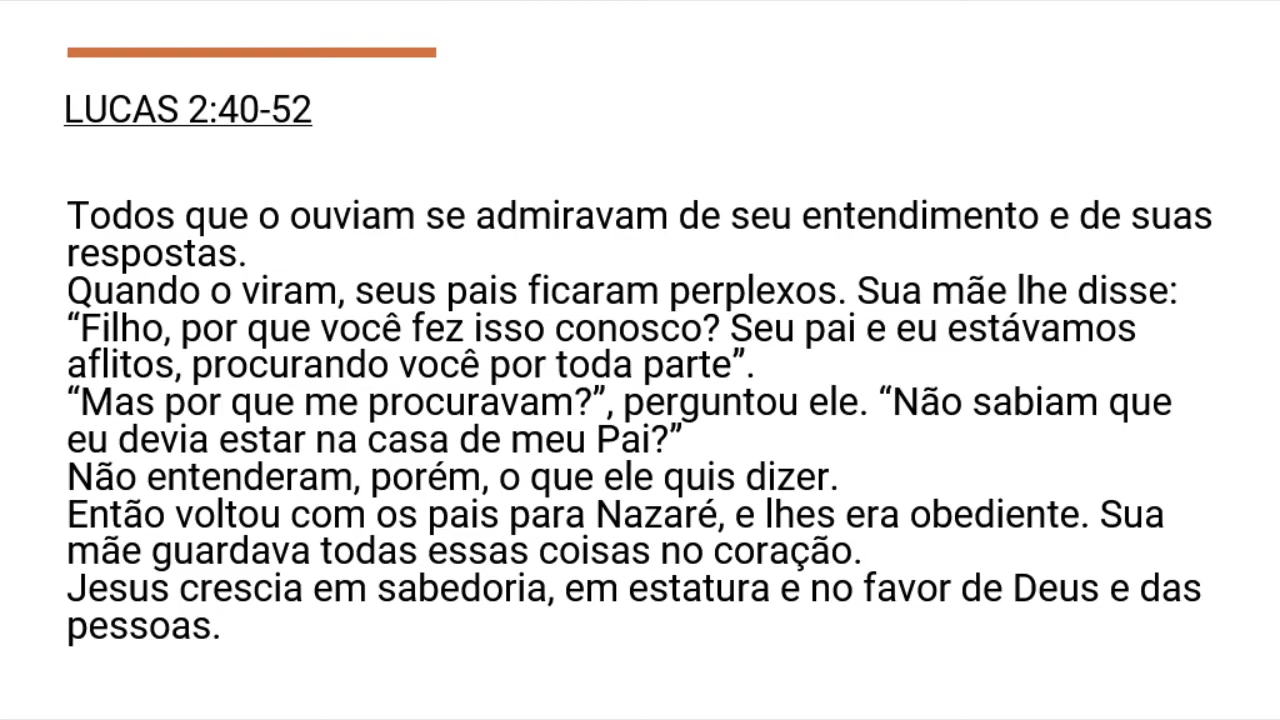 LUCAS 2:40-52
Todos que o ouviam se admiravam de seu entendimento e de suas
respostas.
Quando o viram, seus pais ficaram perplexos. Sua mãe lhe disse:
“Filho, por que você fez isso conosco? Seu pai e eu estávamos
aflitos, procurando você por toda parte”.
“Mas por que me procuravam?”, perguntou ele. “Não sabiam que
eu devia estar na casa de meu Pai?”
Não entenderam, porém, o que ele quis dizer.
Então voltou com os pais para Nazaré, e lhes era obediente. Sua
mãe guardava todas essas coisas no coração.
Jesus crescia em sabedoria, em estatura e no favor de Deus e das
pessoas.